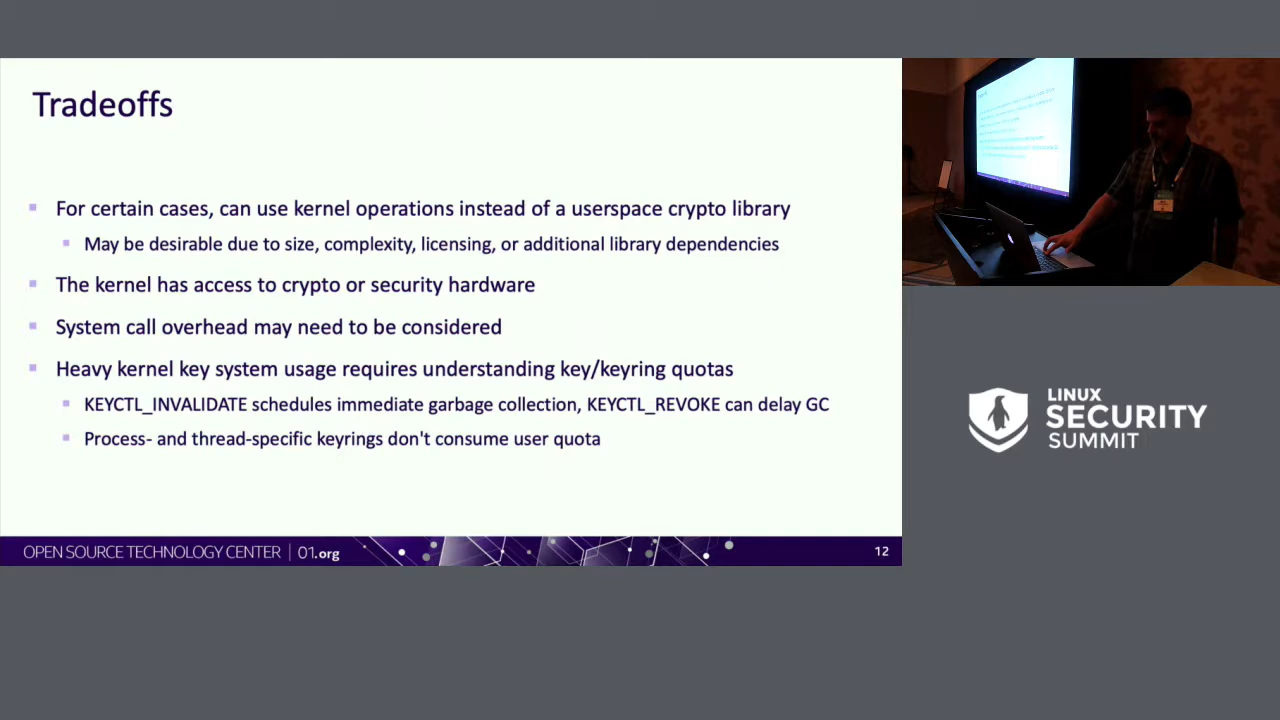 Tradeoffs
For certain cases, can use kernel operations instead of a userspace crypto library
May be desirable due to size, complexity, licensing, or additional library dependencies
The kernel has access to crypto or security hardware
System call overhead may need to be considered
Heavy kernel key system usage requires understanding key/keyring quotas
KEYCTL_INVALIDATE schedules immediate garbage collection, KEYCTL_REVOKE can delay GC
Process- and thread-specific keyrings don't consume user quota
OPEN SOURCE TECHNOLOGY CENTER | 01.org
12
LINUX
SECURITY
SUMMIT